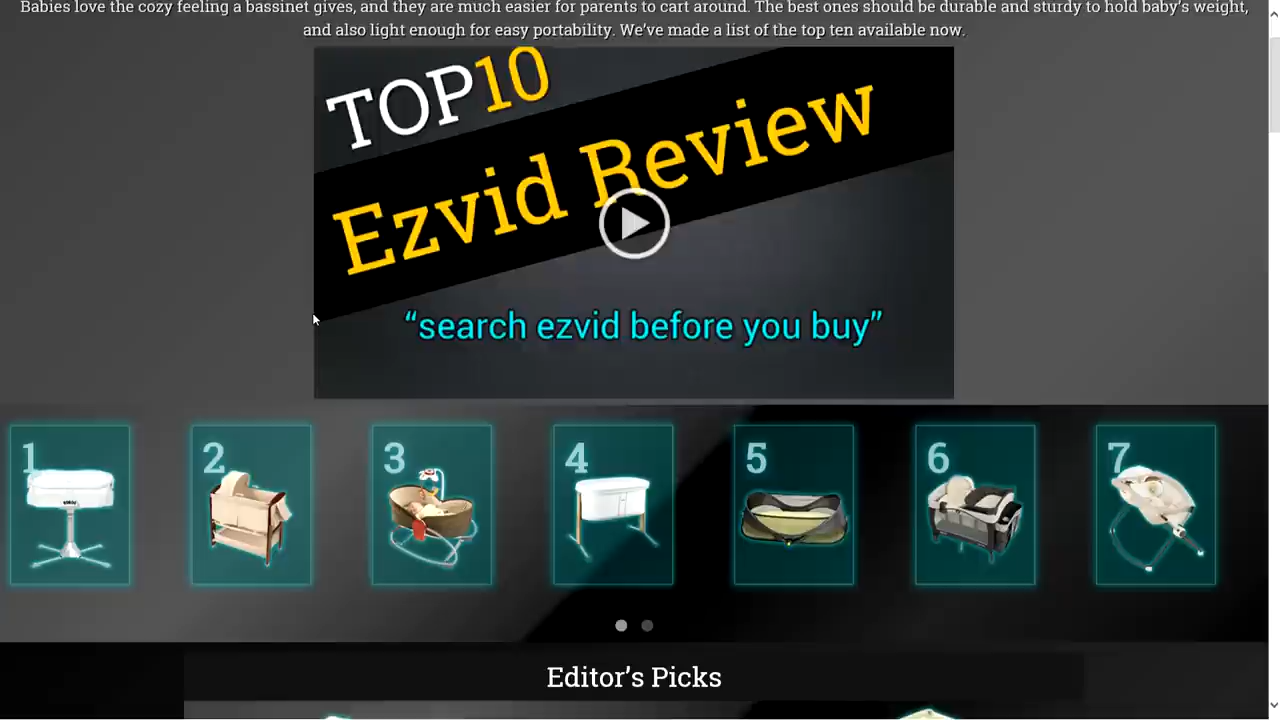 Babies love the cozy feeling a bassinet gives, and they are much easier for parents to cart around. The best ones should be durable and sturdy to hold baby's weight,
and also light enough for easy portability. We've made a list of the top ten available now.
TOP10
Ezvid Review
“search ezvid before you buy”
1 2 3 4 5 6 7
Editor's Picks